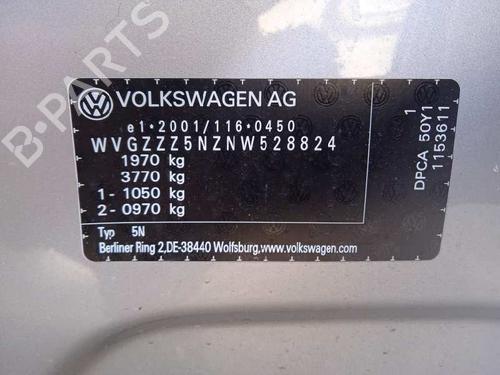 VOLKSWAGEN AG
e1*2001/116*0450
WVGZZZ5NZNW528824
1970 kg
3770 kg
1- 1050 kg
2- 0970 kg
Typ 5N
Berliner Ring 2,DE-38440 Wolfsburg,www.volkswagen.com
1
DPCA 50Y1
1153611
B-PARTS